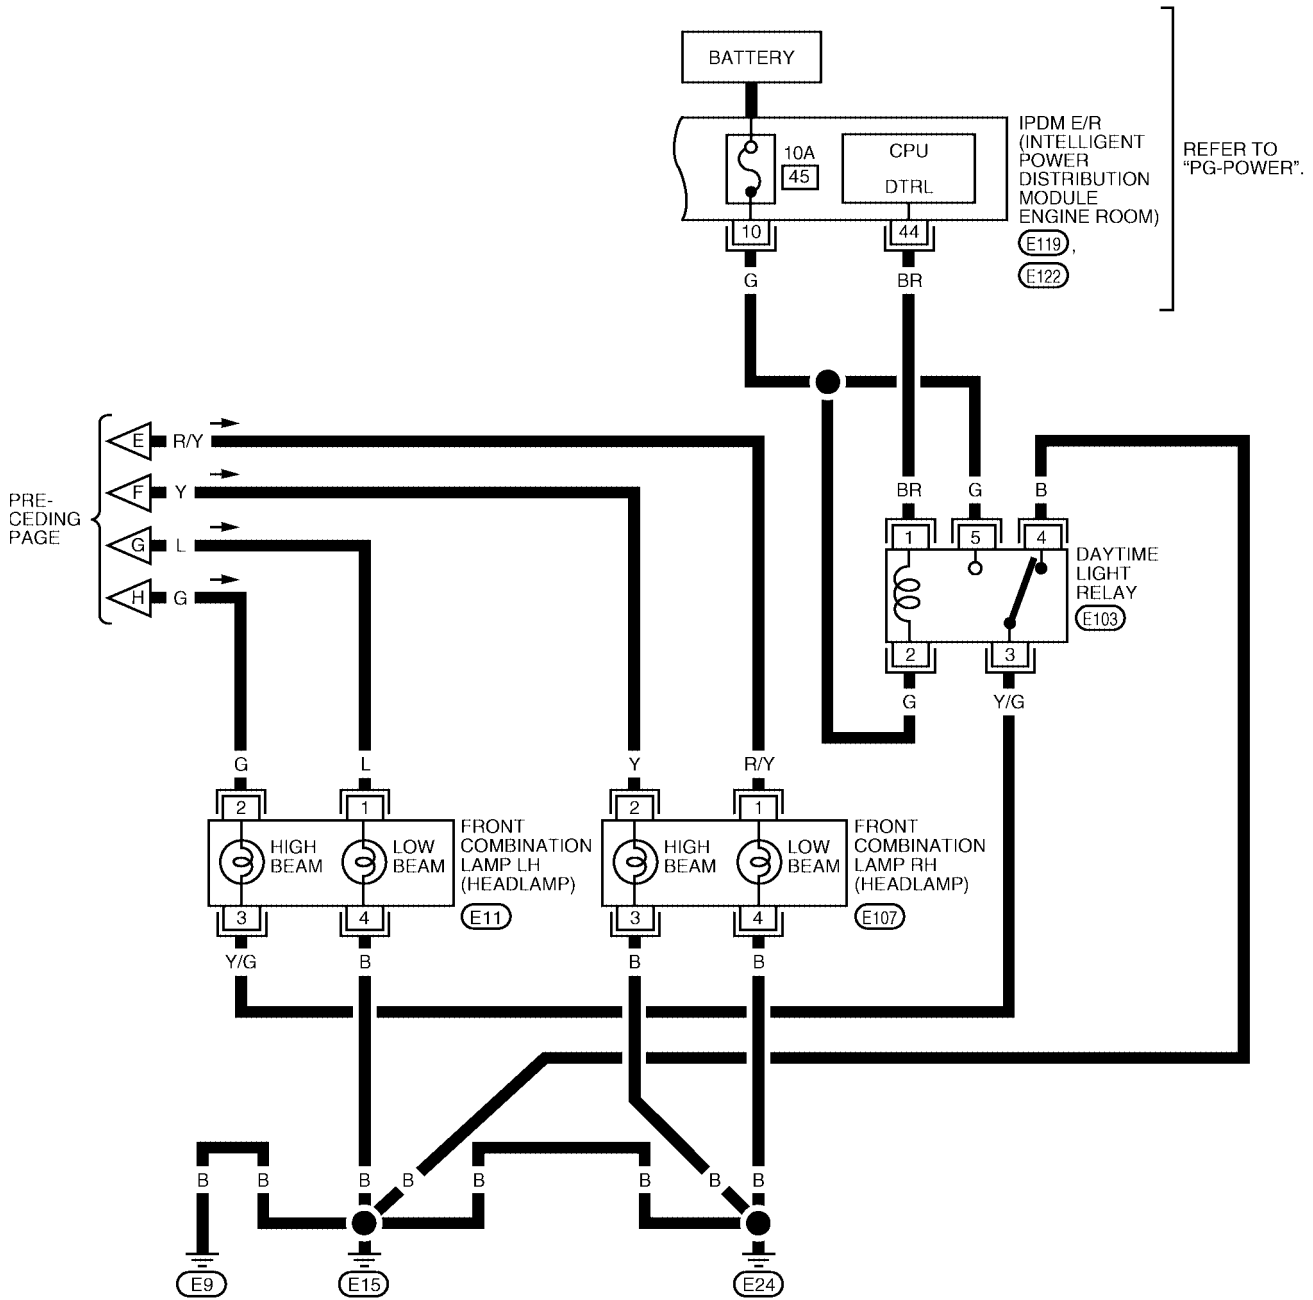 BATTERY
IPDM E/R
(INTELLIGENT
POWER
DISTRIBUTION
MODULE
ENGINE ROOM)
E119 ,
E122
REFER TO
“PG-POWER”.
10A
45
CPU
DTRL
10
44
G
BR
PRE-
CEDING
PAGE
E R/Y
F Y
G L
H G
BR G B
1 5 4
DAYTIME
LIGHT
RELAY
E103
2 3
G Y/G
G L Y R/Y
2 1 2 1
HIGH
BEAM
LOW
BEAM
FRONT
COMBINATION
LAMP LH
(HEADLAMP)
E11
HIGH
BEAM
LOW
BEAM
FRONT
COMBINATION
LAMP RH
(HEADLAMP)
E107
3 4 3 4
Y/G B B B
B B B B B B B B
E9 E15 E24